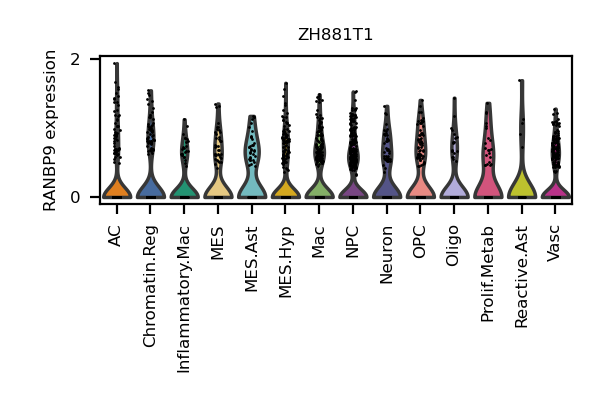 ZH881T1
RANBP9 expression
2
0
AC
Chromatin.Reg
Inflammatory.Mac
MES
MES.Ast
MES.Hyp
Mac
NPC
Neuron
OPC
Oligo
Prolif.Metab
Reactive.Ast
Vasc